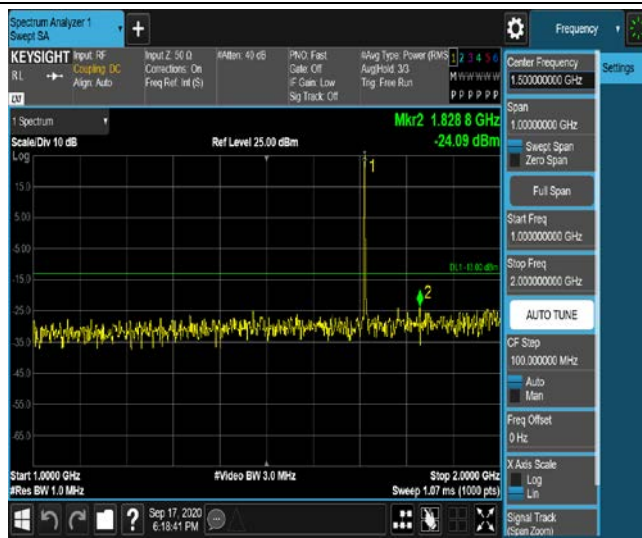 Spectrum Analyzer 1
Swept SA
+
Frequency
KEYSIGHT
RL
Input: RF
Coupling: DC
Align: Auto
Input Z: 50 Ω
Corrections: On
Freq Ref: Int (S)
#Atten: 40 dB
PNO: Fast
Gate: Off
IF Gain: Low
Sig Track: Off
#Avg Type: Power (RMS
Avg|Hold: 3/3
Trig: Free Run
1 2 3 4 5 6
M W W W W W
P P P P P P
LXI
1 Spectrum
Scale/Div 10 dB
Ref Level 25.00 dBm
Mkr2 1.828 8 GHz
-24.09 dBm
Log
15.0
5.00
-5.00
-15.0
-25.0
-35.0
-45.0
-55.0
-65.0
1
DL1 -13.00 dBm
2
Start 1.0000 GHz
#Res BW 1.0 MHz
#Video BW 3.0 MHz
Stop 2.0000 GHz
Sweep 1.07 ms (1000 pts)
Center Frequency
1.500000000 GHz
Settings
Span
1.00000000 GHz
Swept Span
Zero Span
Full Span
Start Freq
1.000000000 GHz
Stop Freq
2.000000000 GHz
AUTO TUNE
CF Step
100.000000 MHz
Auto
Man
Freq Offset
0 Hz
X Axis Scale
Log
Lin
Signal Track
(Span Zoom)
?
Sep 17, 2020
6:18:41 PM